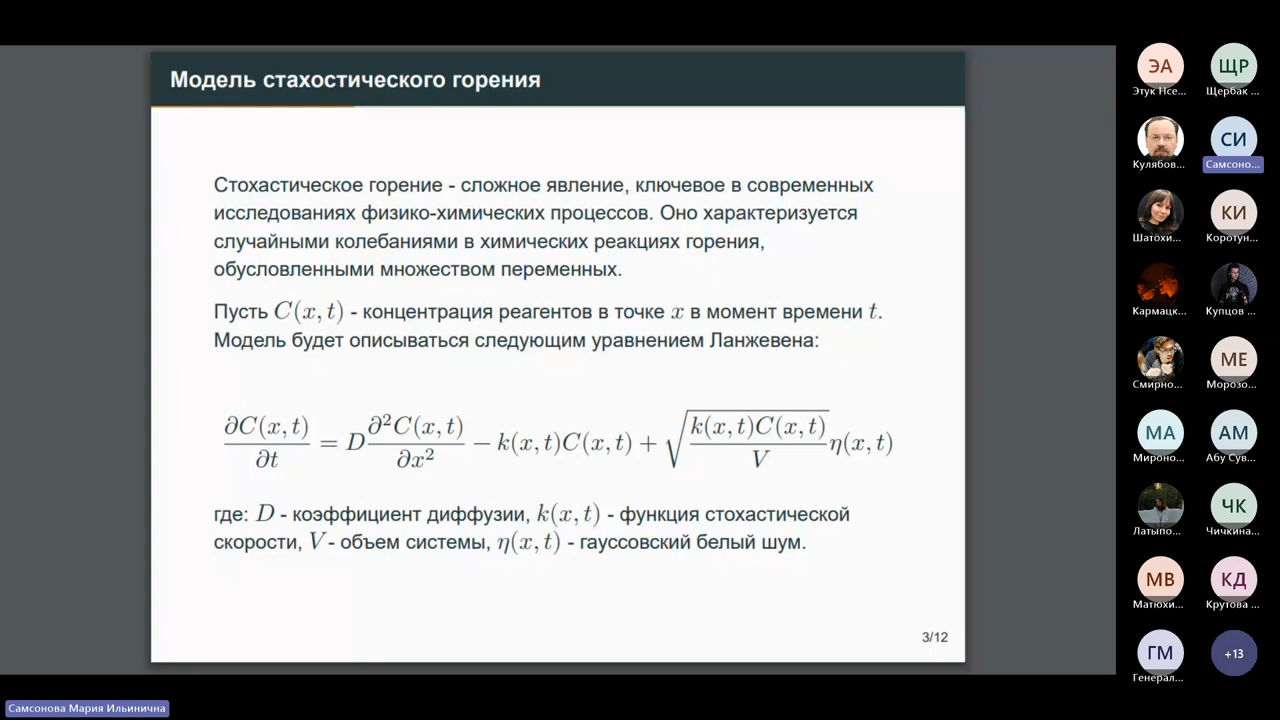 Модель стахостического горения
Стохастическое горение - сложное явление, ключевое в современных
исследованиях физико-химических процессов. Оно характеризуется
случайными колебаниями в химических реакциях горения,
обусловленными множеством переменных.
Пусть C(x, t) - концентрация реагентов в точке x в момент времени t.
Модель будет описываться следующим уравнением Ланжевена:
∂C(x, t)/∂t = D ∂²C(x, t)/∂x² − k(x, t)C(x, t) + √(k(x, t)C(x, t)/V) η(x, t)
где: D - коэффициент диффузии, k(x, t) - функция стохастической
скорости, V - объем системы, η(x, t) - гауссовский белый шум.
3/12
ЭА ЩР
Этук Нсе... Щербак ...
СИ
Кулябов... Самсоно...
КИ
Шатохи... Коротун...
Кармацк... Купцов ...
МЕ
Смирно... Морозо...
МА АМ
Мироно... Абу Сув...
ЧК
Латыпо... Чичкина...
МВ КД
Матюхи... Крутова ...
ГМ +13
Генерал...
Самсонова Мария Ильинична